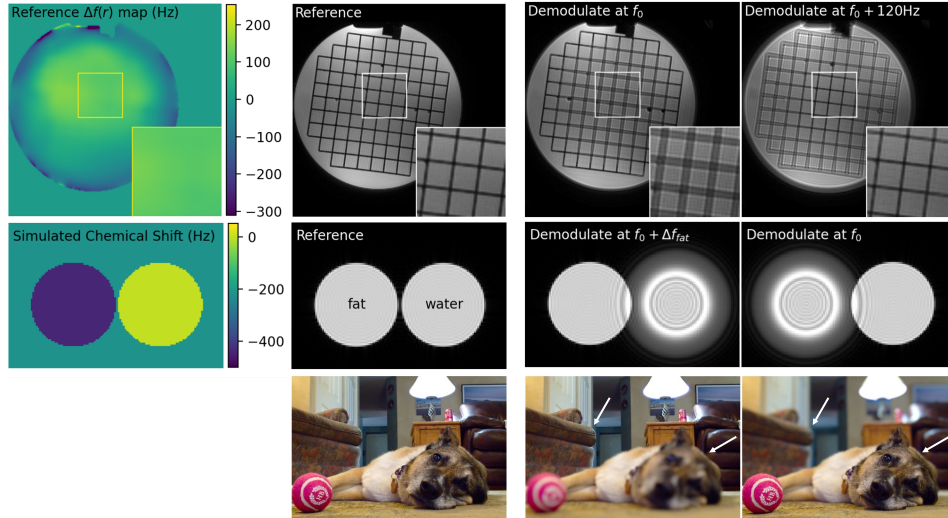 Reference Δf(r) map (Hz)
200
100
0
−100
−200
−300
Reference
Demodulate at f₀
Demodulate at f₀ + 120Hz
Simulated Chemical Shift (Hz)
0
−200
−400
Reference
fat
water
Demodulate at f₀ + Δf_fat
Demodulate at f₀